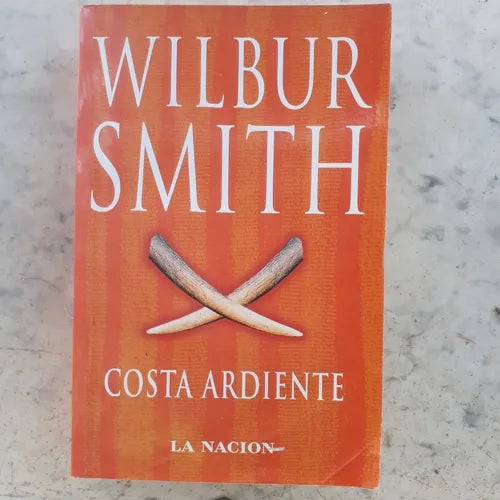 WILBUR
SMITH
COSTA ARDIENTE
LA NACION